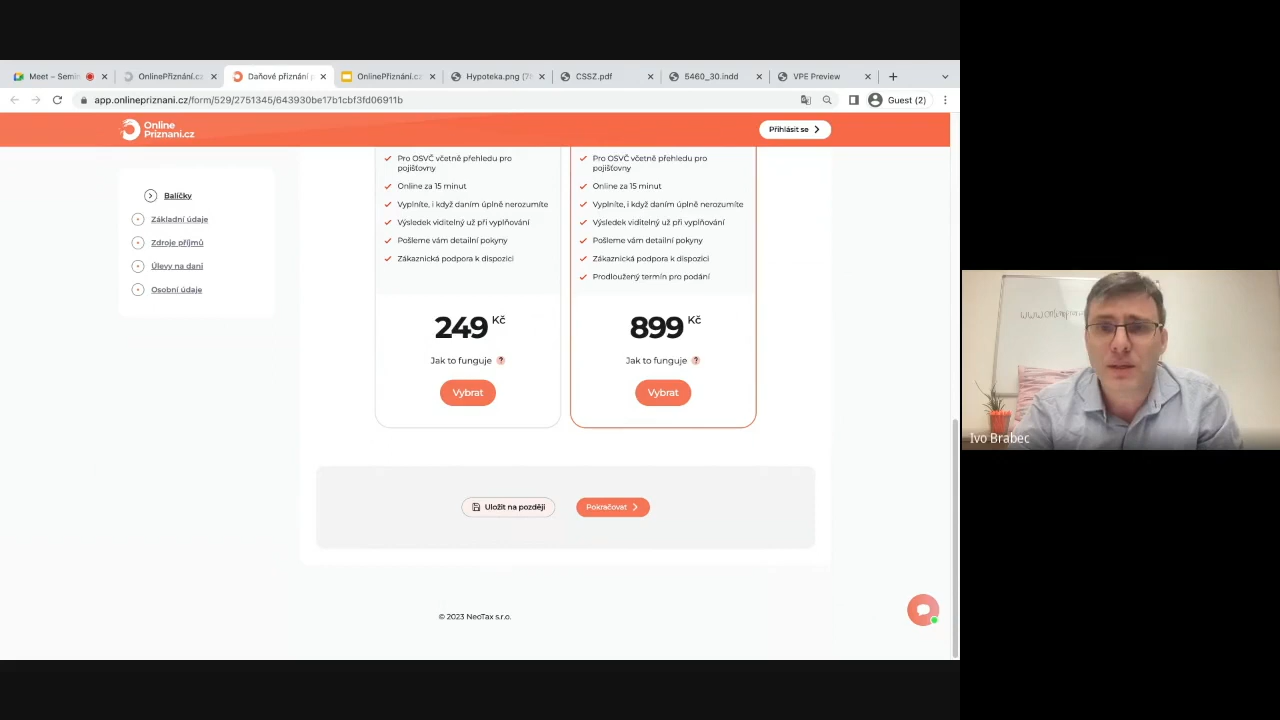 Meet – Semin
OnlinePřiznání.cz
Daňové přiznání p
OnlinePřiznání.cz
Hypoteka.png (7
CSSZ.pdf
5460_30.indd
VPE Preview
app.onlinepriznani.cz/form/529/2751345/643930be17b1cbf3fd06911b
Guest (2)
Online
Priznani.cz
Přihlásit se
Balíčky
Základní údaje
Zdroje příjmů
Úlevy na dani
Osobní údaje
Pro OSVČ včetně přehledu pro
pojišťovny
Online za 15 minut
Vyplníte, i když daním úplně nerozumíte
Výsledek viditelný už při vyplňování
Pošleme vám detailní pokyny
Zákaznická podpora k dispozici
249 Kč
Jak to funguje ?
Vybrat
Pro OSVČ včetně přehledu pro
pojišťovny
Online za 15 minut
Vyplníte, i když daním úplně nerozumíte
Výsledek viditelný už při vyplňování
Pošleme vám detailní pokyny
Zákaznická podpora k dispozici
Prodloužený termín pro podání
899 Kč
Jak to funguje ?
Vybrat
Uložit na později
Pokračovat
© 2023 NeoTax s.r.o.
Ivo Brabec